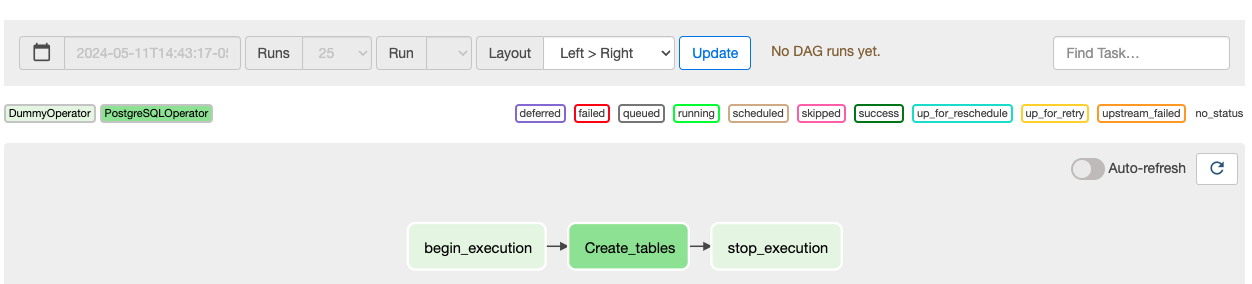 2024-05-11T14:43:17-05 Runs 25 Run Layout Left > Right Update No DAG runs yet. Find Task...
DummyOperator PostgreSQLOperator deferred failed queued running scheduled skipped success up_for_reschedule up_for_retry upstream_failed no_status
Auto-refresh
begin_execution Create_tables stop_execution